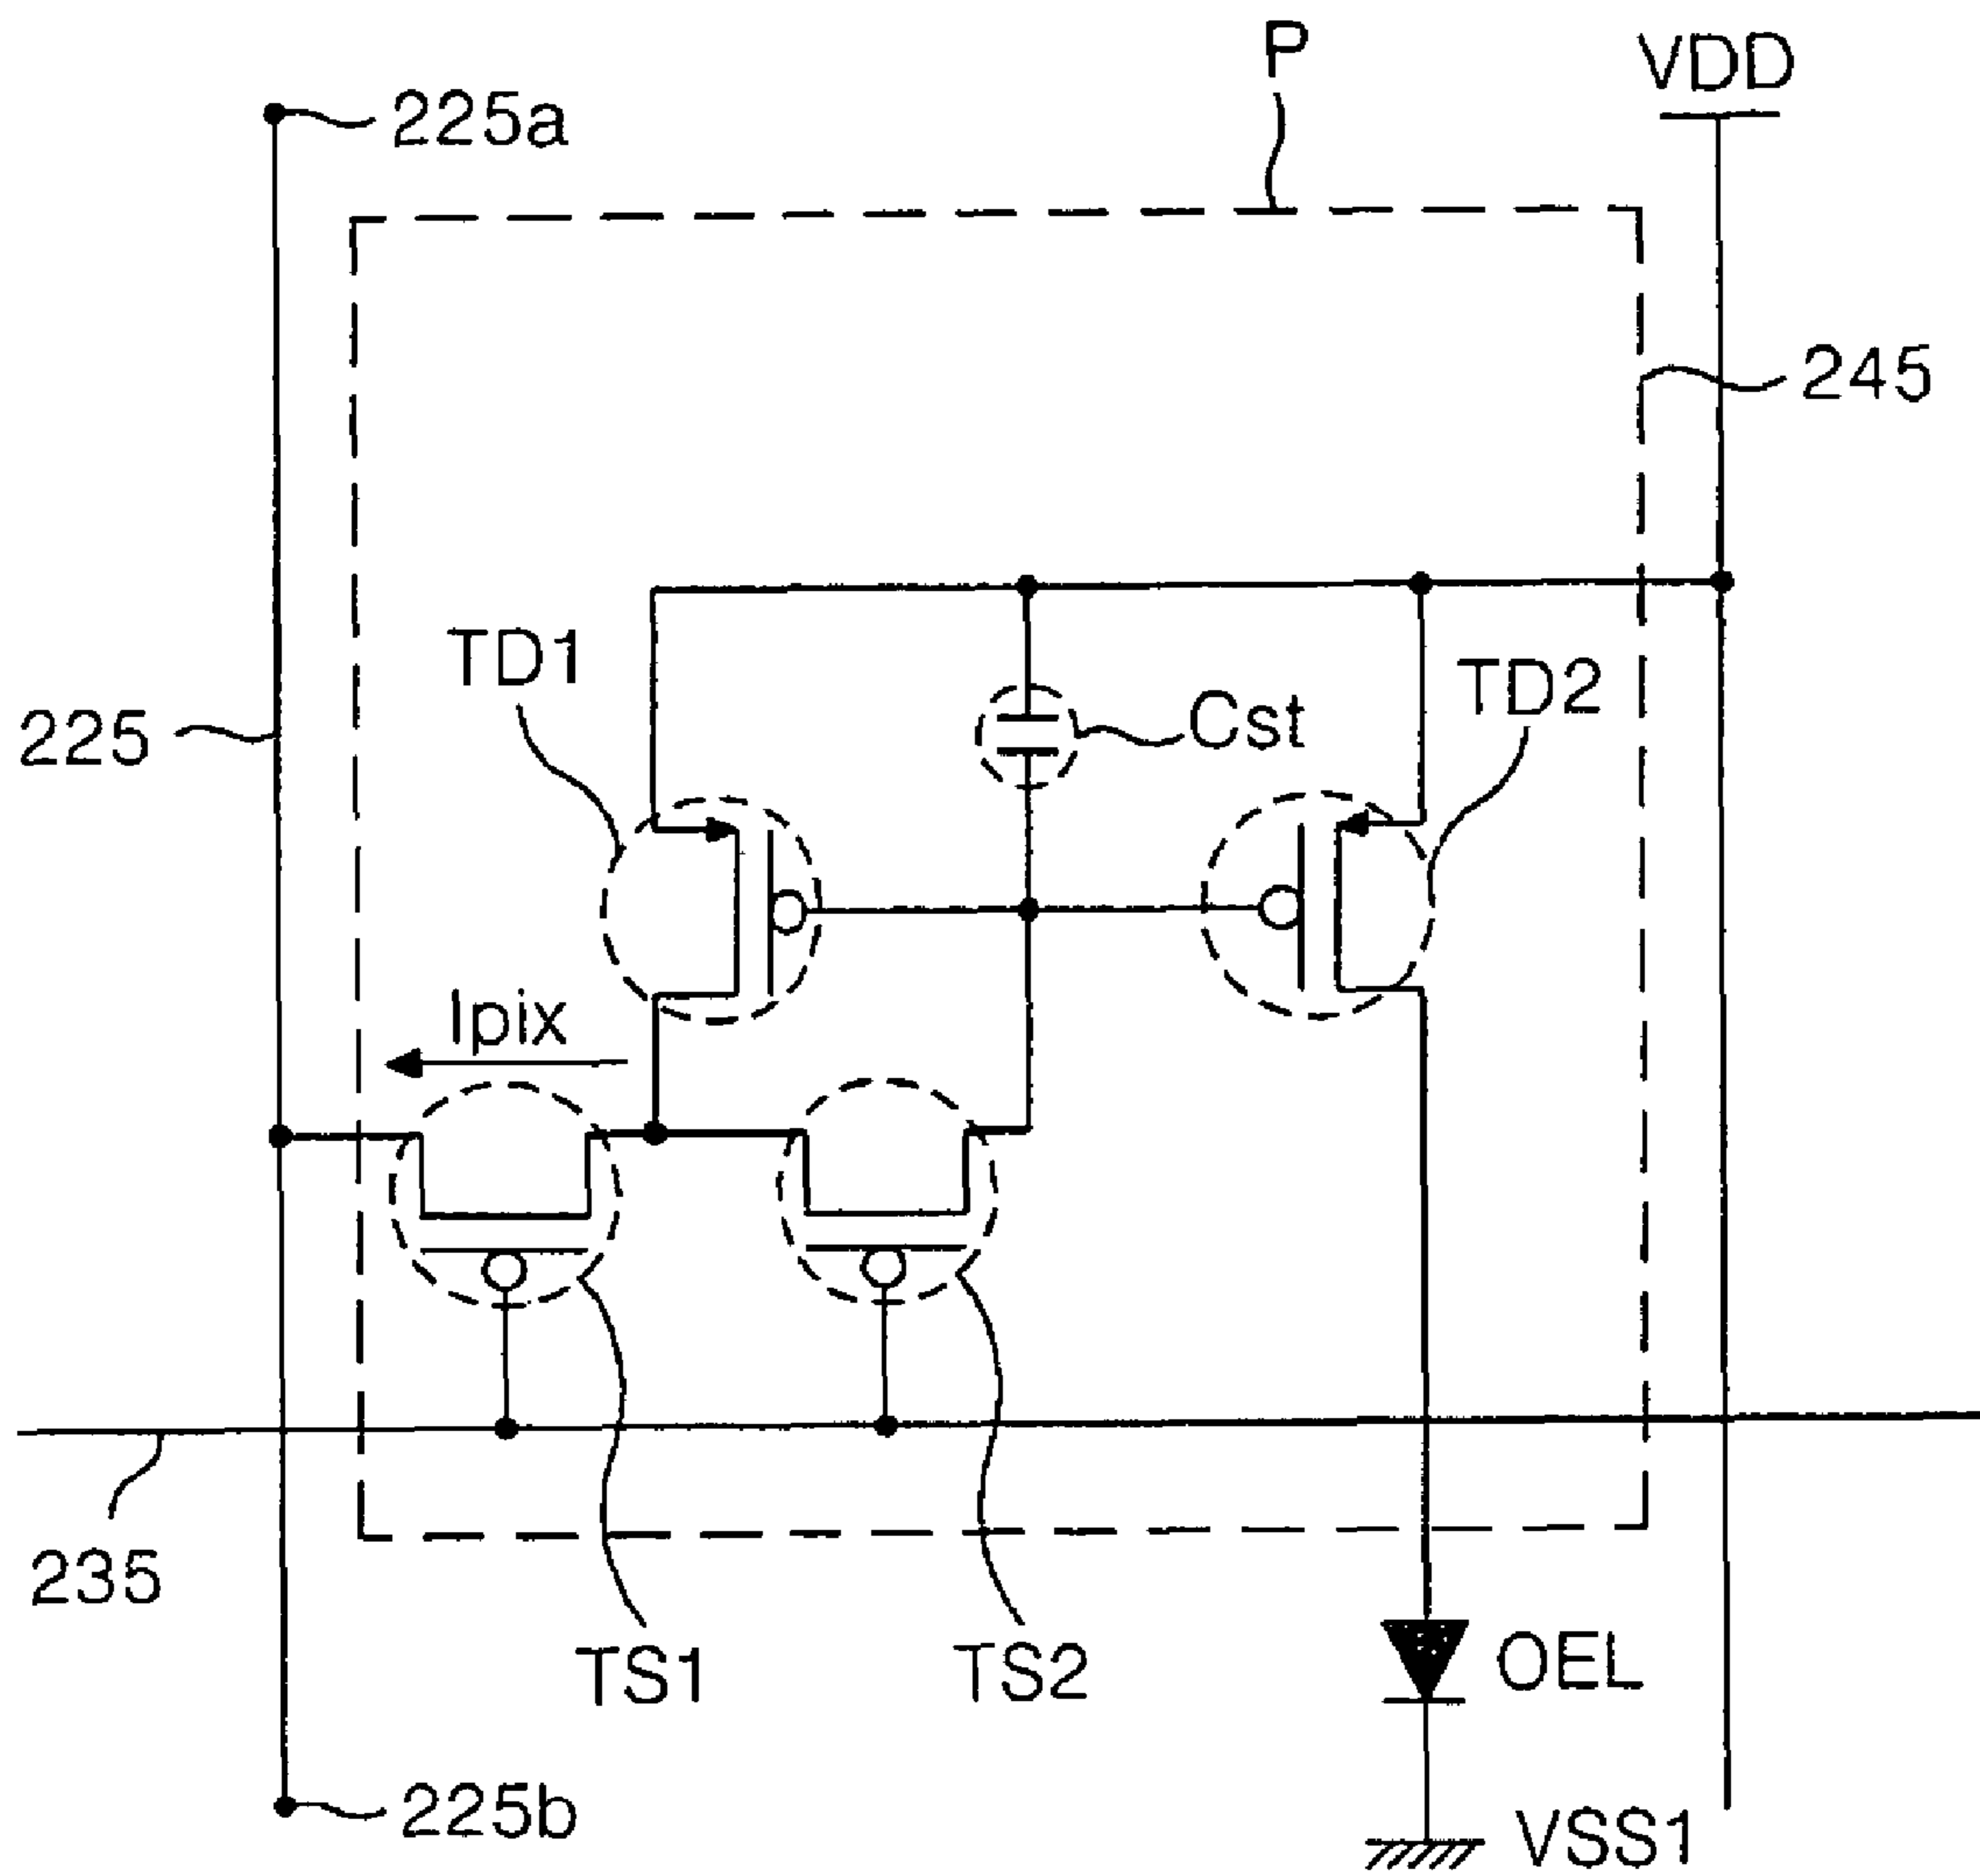 P
VDD
225a
245
TD1
TD2
Cst
225
Ipix
235
TS1
TS2
OEL
225b
VSS1